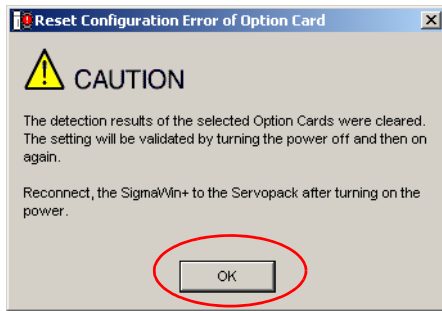 Reset Configuration Error of Option Card
CAUTION
The detection results of the selected Option Cards were cleared.
The setting will be validated by turning the power off and then on
again.
Reconnect, the SigmaWin+ to the Servopack after turning on the
power.
OK